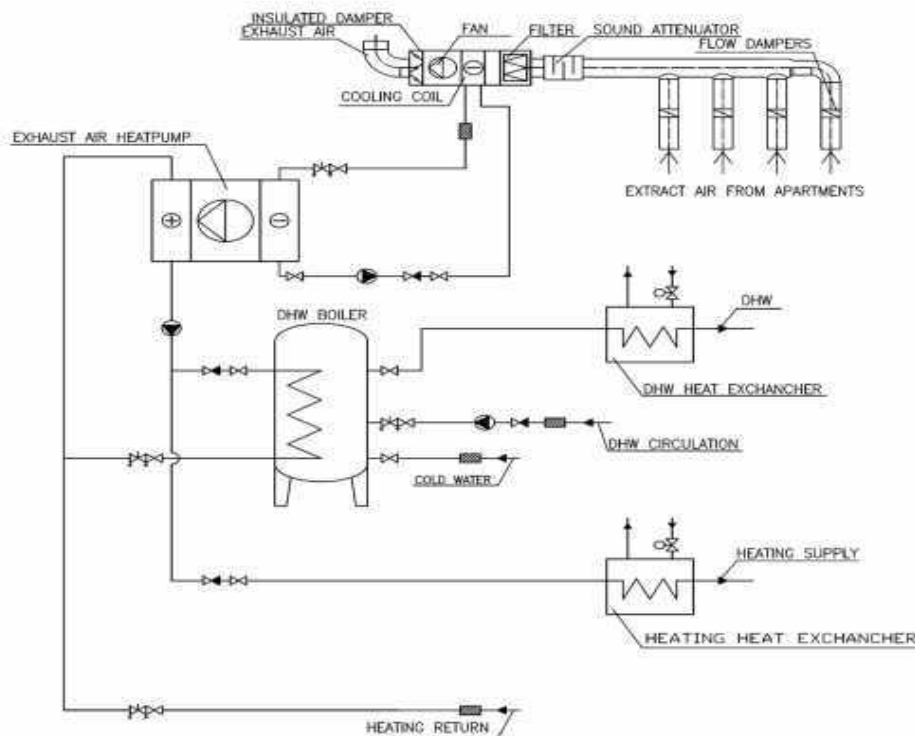 INSULATED DAMPER
EXHAUST AIR
FAN
FILTER
SOUND ATTENUATOR
FLOW DAMPERS
COOLING COIL
EXHAUST AIR HEATPUMP
EXTRACT AIR FROM APARTMENTS
DHW BOILER
DHW
DHW HEAT EXCHANCHER
DHW CIRCULATION
COLD WATER
HEATING SUPPLY
HEATING HEAT EXCHANCHER
HEATING RETURN